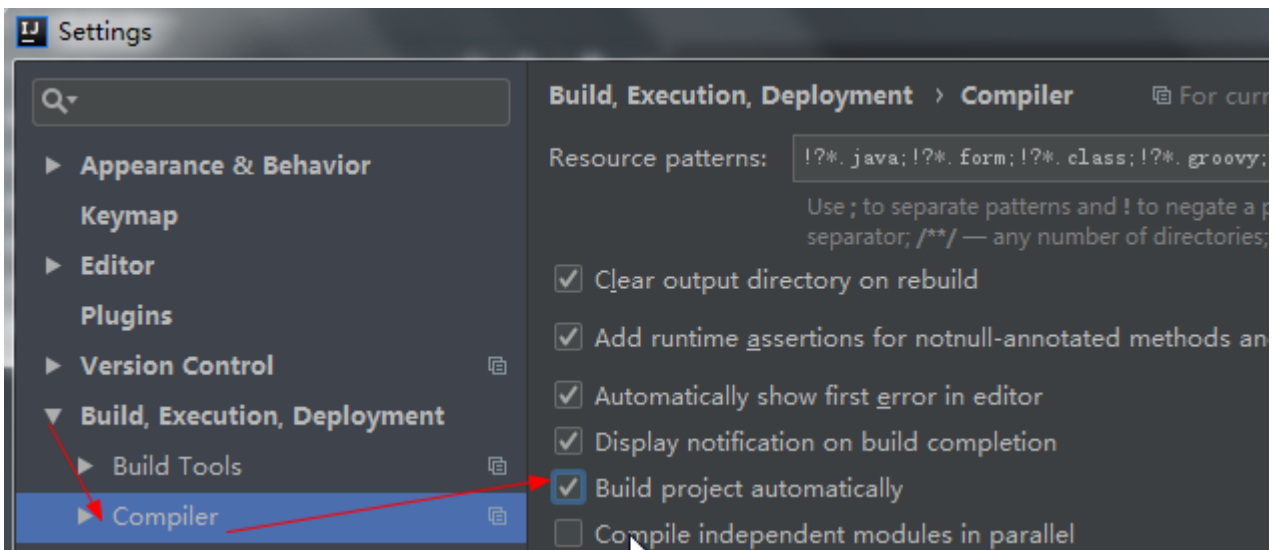 Settings
Build, Execution, Deployment › Compiler For curr
Appearance & Behavior
Keymap
Editor
Plugins
Version Control
Build, Execution, Deployment
Build Tools
Compiler
Resource patterns: !?*.java;!?*.form;!?*.class;!?*.groovy;
Use ; to separate patterns and ! to negate a p
separator; /**/ — any number of directories;
Clear output directory on rebuild
Add runtime assertions for notnull-annotated methods an
Automatically show first error in editor
Display notification on build completion
Build project automatically
Compile independent modules in parallel